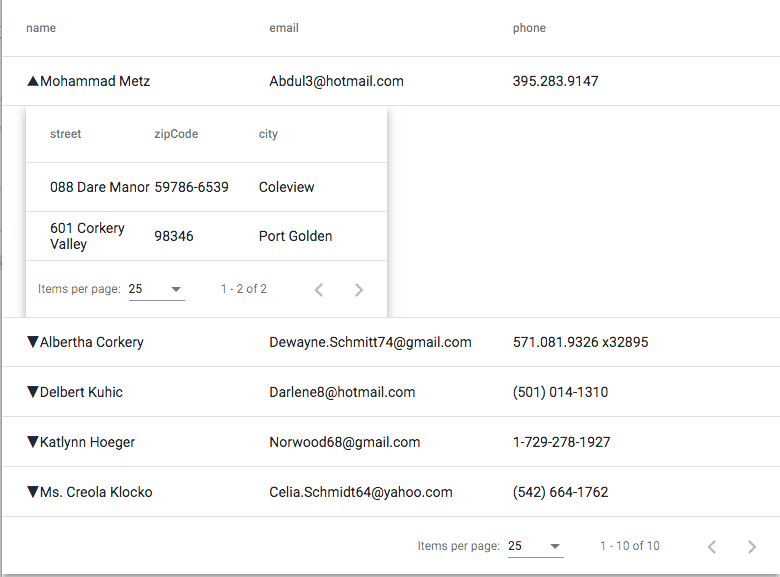 name email phone
▲Mohammad Metz Abdul3@hotmail.com 395.283.9147
street zipCode city
088 Dare Manor 59786-6539 Coleview
601 Corkery
Valley 98346 Port Golden
Items per page: 25 1 - 2 of 2
▼Albertha Corkery Dewayne.Schmitt74@gmail.com 571.081.9326 x32895
▼Delbert Kuhic Darlene8@hotmail.com (501) 014-1310
▼Katlynn Hoeger Norwood68@gmail.com 1-729-278-1927
▼Ms. Creola Klocko Celia.Schmidt64@yahoo.com (542) 664-1762
Items per page: 25 1 - 10 of 10